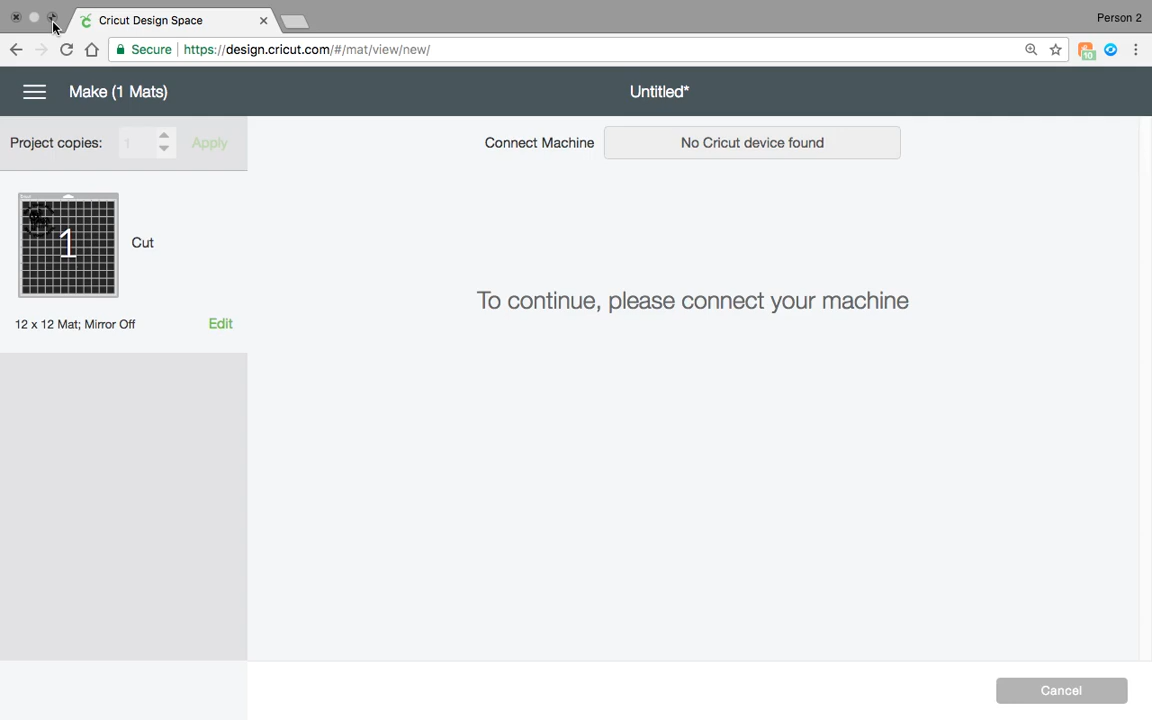 Cricut Design Space
Person 2
Secure
https://design.cricut.com/#/mat/view/new/
10
Make (1 Mats)
Untitled*
Project copies:
1
Apply
Connect Machine
No Cricut device found
1
Cut
12 x 12 Mat; Mirror Off
Edit
To continue, please connect your machine
Cancel